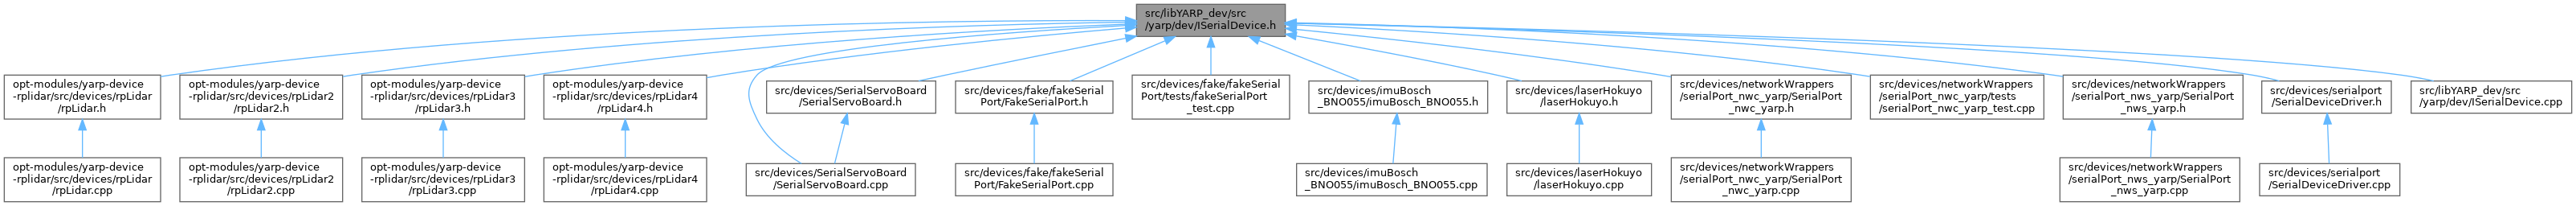 src/libYARP_dev/src
/yarp/dev/ISerialDevice.h
opt-modules/yarp-device
-rplidar/src/devices/rpLidar
/rpLidar.h
opt-modules/yarp-device
-rplidar/src/devices/rpLidar2
/rpLidar2.h
opt-modules/yarp-device
-rplidar/src/devices/rpLidar3
/rpLidar3.h
opt-modules/yarp-device
-rplidar/src/devices/rpLidar4
/rpLidar4.h
src/devices/SerialServoBoard
/SerialServoBoard.h
src/devices/fake/fakeSerial
Port/FakeSerialPort.h
src/devices/fake/fakeSerial
Port/tests/fakeSerialPort
_test.cpp
src/devices/imuBosch
_BNO055/imuBosch_BNO055.h
src/devices/laserHokuyo
/laserHokuyo.h
src/devices/networkWrappers
/serialPort_nwc_yarp/SerialPort
_nwc_yarp.h
src/devices/networkWrappers
/serialPort_nwc_yarp/tests
/serialPort_nwc_yarp_test.cpp
src/devices/networkWrappers
/serialPort_nws_yarp/SerialPort
_nws_yarp.h
src/devices/serialport
/SerialDeviceDriver.h
src/libYARP_dev/src
/yarp/dev/ISerialDevice.cpp
opt-modules/yarp-device
-rplidar/src/devices/rpLidar
/rpLidar.cpp
opt-modules/yarp-device
-rplidar/src/devices/rpLidar2
/rpLidar2.cpp
opt-modules/yarp-device
-rplidar/src/devices/rpLidar3
/rpLidar3.cpp
opt-modules/yarp-device
-rplidar/src/devices/rpLidar4
/rpLidar4.cpp
src/devices/SerialServoBoard
/SerialServoBoard.cpp
src/devices/fake/fakeSerial
Port/FakeSerialPort.cpp
src/devices/imuBosch
_BNO055/imuBosch_BNO055.cpp
src/devices/laserHokuyo
/laserHokuyo.cpp
src/devices/networkWrappers
/serialPort_nwc_yarp/SerialPort
_nwc_yarp.cpp
src/devices/networkWrappers
/serialPort_nws_yarp/SerialPort
_nws_yarp.cpp
src/devices/serialport
/SerialDeviceDriver.cpp